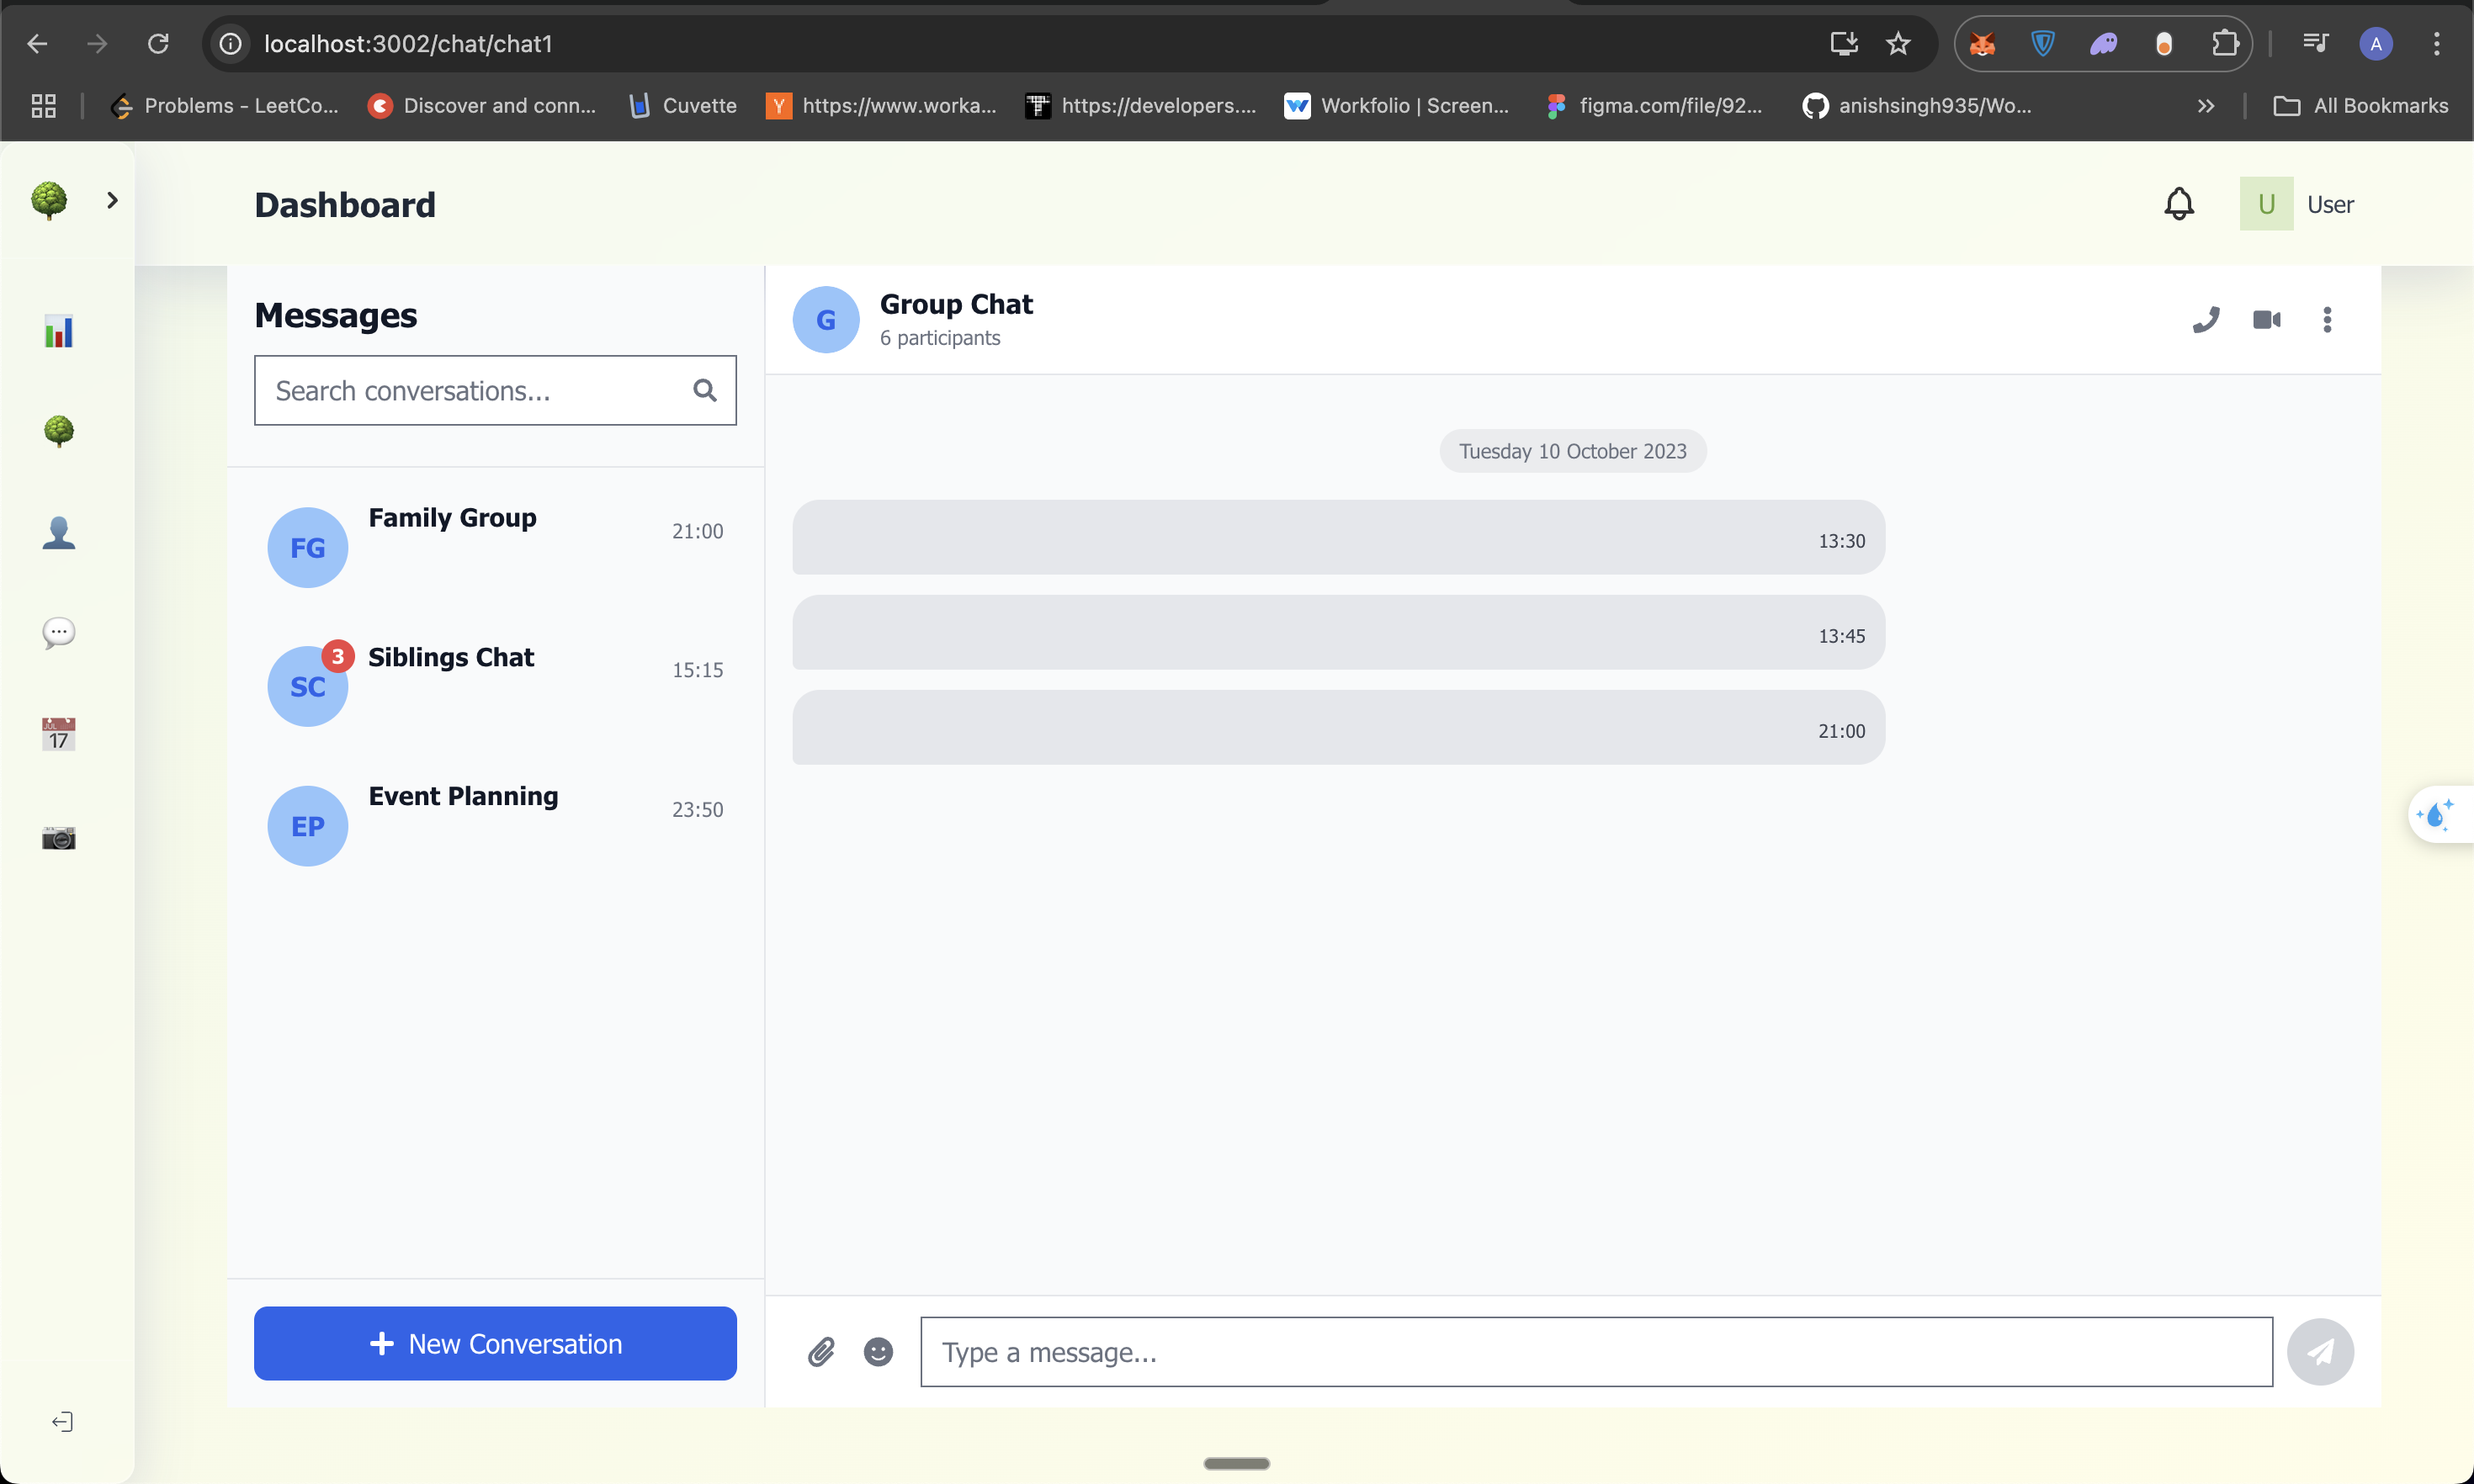 localhost:3002/chat/chat1
A
Problems - LeetCo...
Discover and conn...
Cuvette
Y
https://www.worka...
https://developers....
Workfolio | Screen...
figma.com/file/92...
anishsingh935/Wo...
All Bookmarks
Dashboard
U
User
Messages
Search conversations...
FG
Family Group
21:00
3
SC
Siblings Chat
15:15
EP
Event Planning
23:50
New Conversation
JUL
17
G
Group Chat
6 participants
Tuesday 10 October 2023
13:30
13:45
21:00
Type a message...